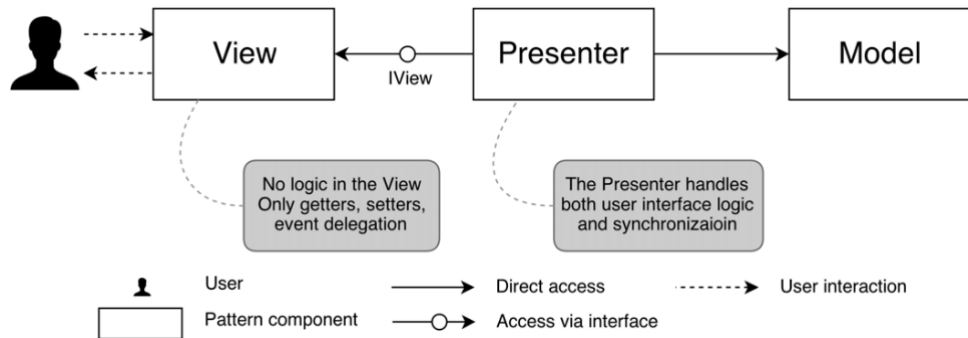 View
IView
Presenter
Model
No logic in the View
Only getters, setters,
event delegation
The Presenter handles
both user interface logic
and synchronizaioin
User
Direct access
User interaction
Pattern component
Access via interface